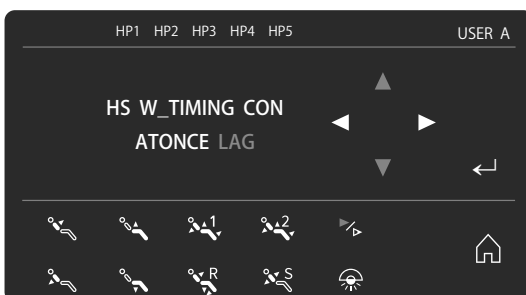 HP1 HP2 HP3 HP4 HP5 USER A
HS W_TIMING CON
ATONCE LAG
1 2
R S